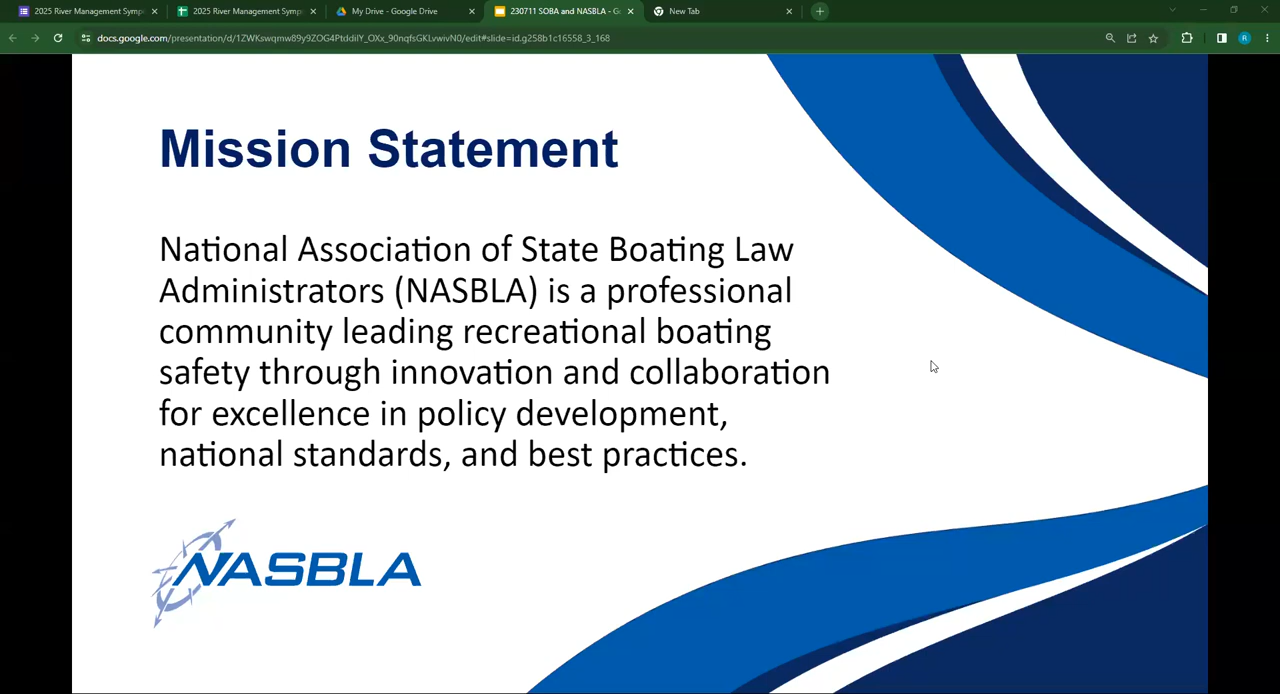 2025 River Management Symp
2025 River Management Symp
My Drive - Google Drive
230711 SOBA and NASBLA - G
New Tab
docs.google.com/presentation/d/1ZWKswqmw89y9ZOG4PtddilY_OXx_90nqfsGKLvwivN0/edit#slide=id.g258b1c16558_3_168
R
Mission Statement
National Association of State Boating Law
Administrators (NASBLA) is a professional
community leading recreational boating
safety through innovation and collaboration
for excellence in policy development,
national standards, and best practices.
NASBLA